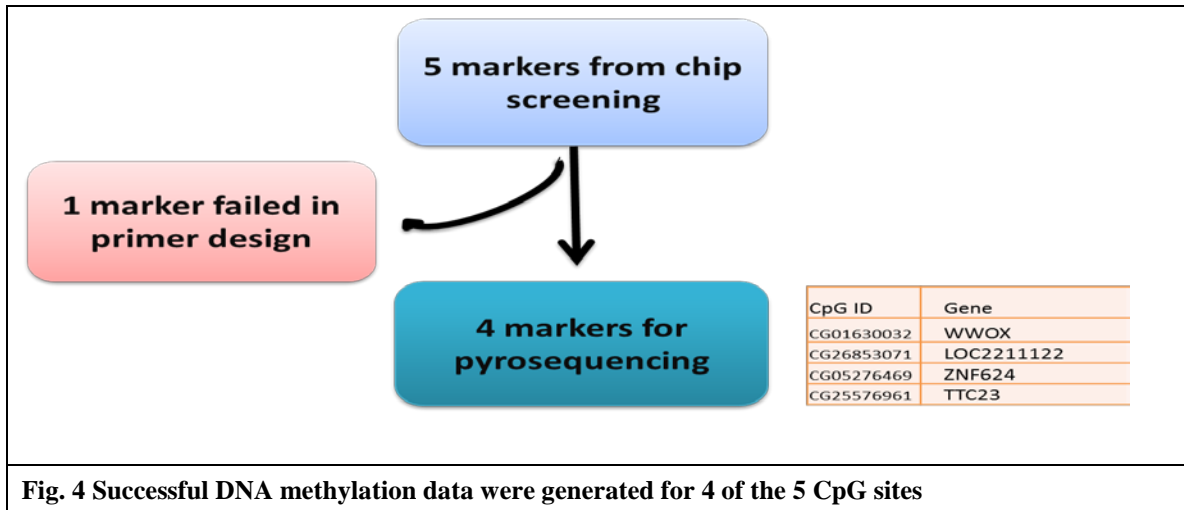 5 markers from chip
screening
1 marker failed in
primer design
4 markers for
pyrosequencing
CpG ID Gene
CG01630032 WWOX
CG26853071 LOC2211122
CG05276469 ZNF624
CG25576961 TTC23
Fig. 4 Successful DNA methylation data were generated for 4 of the 5 CpG sites